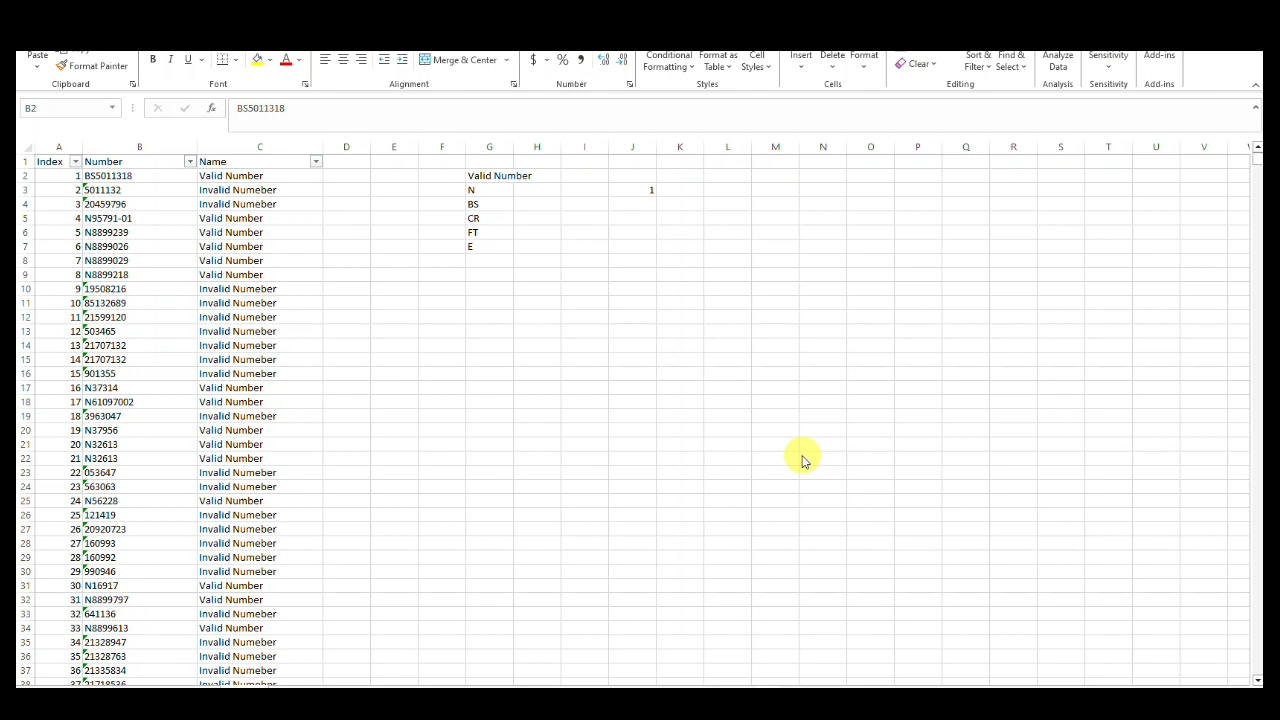 Paste
Format Painter
B I U A
Merge & Center
$ % ,
Conditional Formatting
Format as Table
Cell Styles
Insert Delete Format
Clear
Sort & Filter
Find & Select
Analyze Data
Sensitivity
Add-ins
Clipboard Font Alignment Number Styles Cells Editing Analysis Sensitivity Add-ins
B2 fx BS5011318
A B C D E F G H I J K L M N O P Q R S T U V
1 Index Number Name
2 1 BS5011318 Valid Number Valid Number
3 2 5011132 Invalid Numeber N 1
4 3 20459796 Invalid Numeber BS
5 4 N95791-01 Valid Number CR
6 5 N8899239 Valid Number FT
7 6 N8899026 Valid Number E
8 7 N8899029 Valid Number
9 8 N8899218 Valid Number
10 9 19508216 Invalid Numeber
11 10 85132689 Invalid Numeber
12 11 21599120 Invalid Numeber
13 12 503465 Invalid Numeber
14 13 21707132 Invalid Numeber
15 14 21707132 Invalid Numeber
16 15 901355 Invalid Numeber
17 16 N37314 Valid Number
18 17 N61097002 Valid Number
19 18 3963047 Invalid Numeber
20 19 N37956 Valid Number
21 20 N32613 Valid Number
22 21 N32613 Valid Number
23 22 053647 Invalid Numeber
24 23 563063 Invalid Numeber
25 24 N56228 Valid Number
26 25 121419 Invalid Numeber
27 26 20920723 Invalid Numeber
28 27 160993 Invalid Numeber
29 28 160992 Invalid Numeber
30 29 990946 Invalid Numeber
31 30 N16917 Valid Number
32 31 N8899797 Valid Number
33 32 641136 Invalid Numeber
34 33 N8899613 Valid Number
35 34 21328947 Invalid Numeber
36 35 21328763 Invalid Numeber
37 36 21335834 Invalid Numeber
38 37 21718536 Invalid Numeber